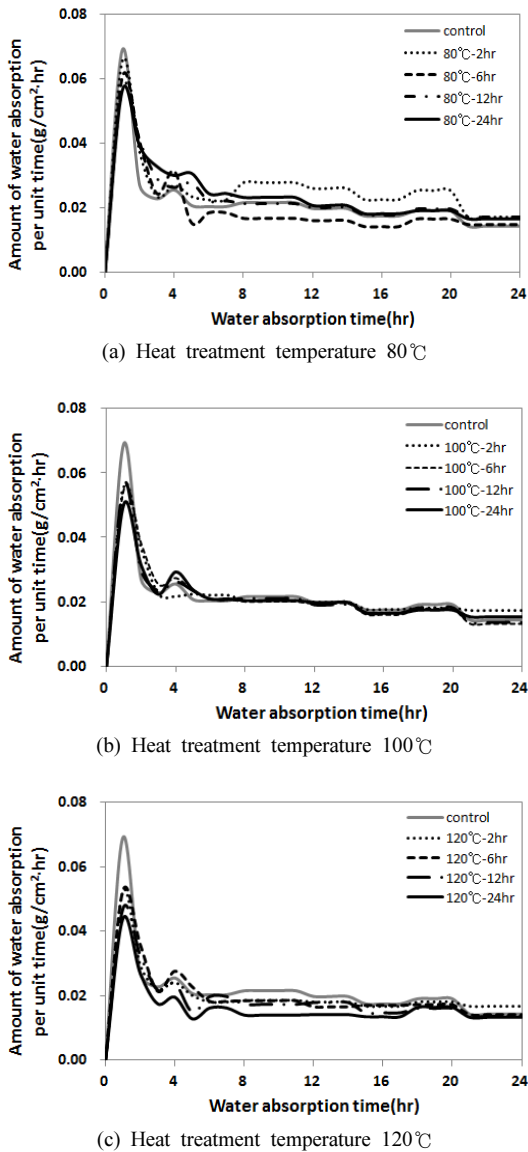 Amount of water absorption
per unit time(g/cm²·hr)
0.08
0.06
0.04
0.02
0.00
control
80℃-2hr
80℃-6hr
80℃-12hr
80℃-24hr
0 4 8 12 16 20 24
Water absorption time(hr)
(a) Heat treatment temperature 80℃
Amount of water absorption
per unit time(g/cm²·hr)
0.08
0.06
0.04
0.02
0.00
control
100℃-2hr
100℃-6hr
100℃-12hr
100℃-24hr
0 4 8 12 16 20 24
Water absorption time(hr)
(b) Heat treatment temperature 100℃
Amount of water absorption
per unit time(g/cm²·hr)
0.08
0.06
0.04
0.02
0.00
control
120℃-2hr
120℃-6hr
120℃-12hr
120℃-24hr
0 4 8 12 16 20 24
Water absorption time(hr)
(c) Heat treatment temperature 120℃